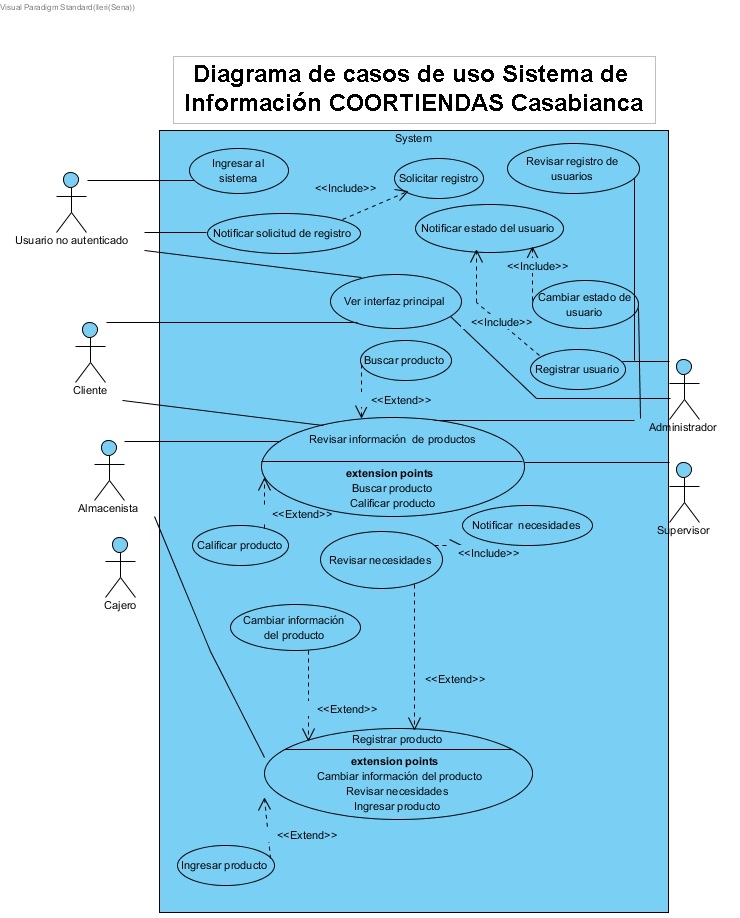 Visual Paradigm Standard(Ileri(Sena))
Diagrama de casos de uso Sistema de
Información COORTIENDAS Casabianca
System
Ingresar al
sistema
Solicitar registro
Revisar registro de
usuarios
<<Include>>
Usuario no autenticado
Notificar solicitud de registro
Notificar estado del usuario
<<Include>>
Ver interfaz principal
Cambiar estado de
usuario
<<Include>>
Buscar producto
Registrar usuario
Cliente
<<Extend>>
Administrador
Revisar información de productos
extension points
Buscar producto
Calificar producto
Almacenista
<<Extend>>
Notificar necesidades
Supervisor
Calificar producto
Revisar necesidades
<<Include>>
Cajero
Cambiar información
del producto
<<Extend>>
<<Extend>>
Registrar producto
extension points
Cambiar información del producto
Revisar necesidades
Ingresar producto
<<Extend>>
Ingresar producto